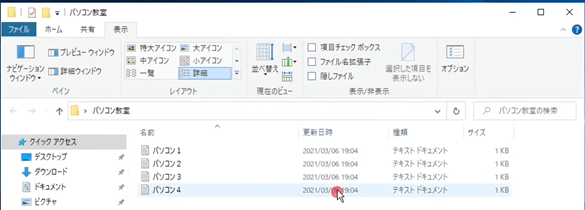 パソコン教室
ファイル ホーム 共有 表示
ナビゲーション ウィンドウ
プレビュー ウィンドウ
詳細ウィンドウ
ペイン
特大アイコン 大アイコン
中アイコン 小アイコン
一覧 詳細
レイアウト
並べ替え
現在のビュー
項目チェック ボックス
ファイル名拡張子
隠しファイル
選択した項目を
表示しない
表示/非表示
オプション
パソコン教室
パソコン教室の検索
クイック アクセス
デスクトップ
ダウンロード
ドキュメント
ピクチャ
名前 更新日時 種類 サイズ
パソコン 1 2021/03/06 19:04 テキスト ドキュメント 1 KB
パソコン 2 2021/03/06 19:04 テキスト ドキュメント 1 KB
パソコン 3 2021/03/06 19:04 テキスト ドキュメント 1 KB
パソコン 4 2021/03/06 19:04 テキスト ドキュメント 1 KB